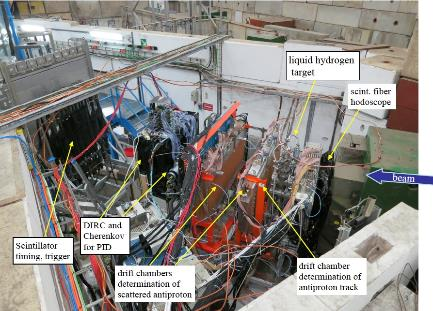 liquid hydrogen
target
scint. fiber
hodoscope
beam
Scintillator
timing, trigger
DIRC and
Cherenkov
for PID
drift chambers
determination of
scattered antiproton
drift chamber
determination of
antiproton track